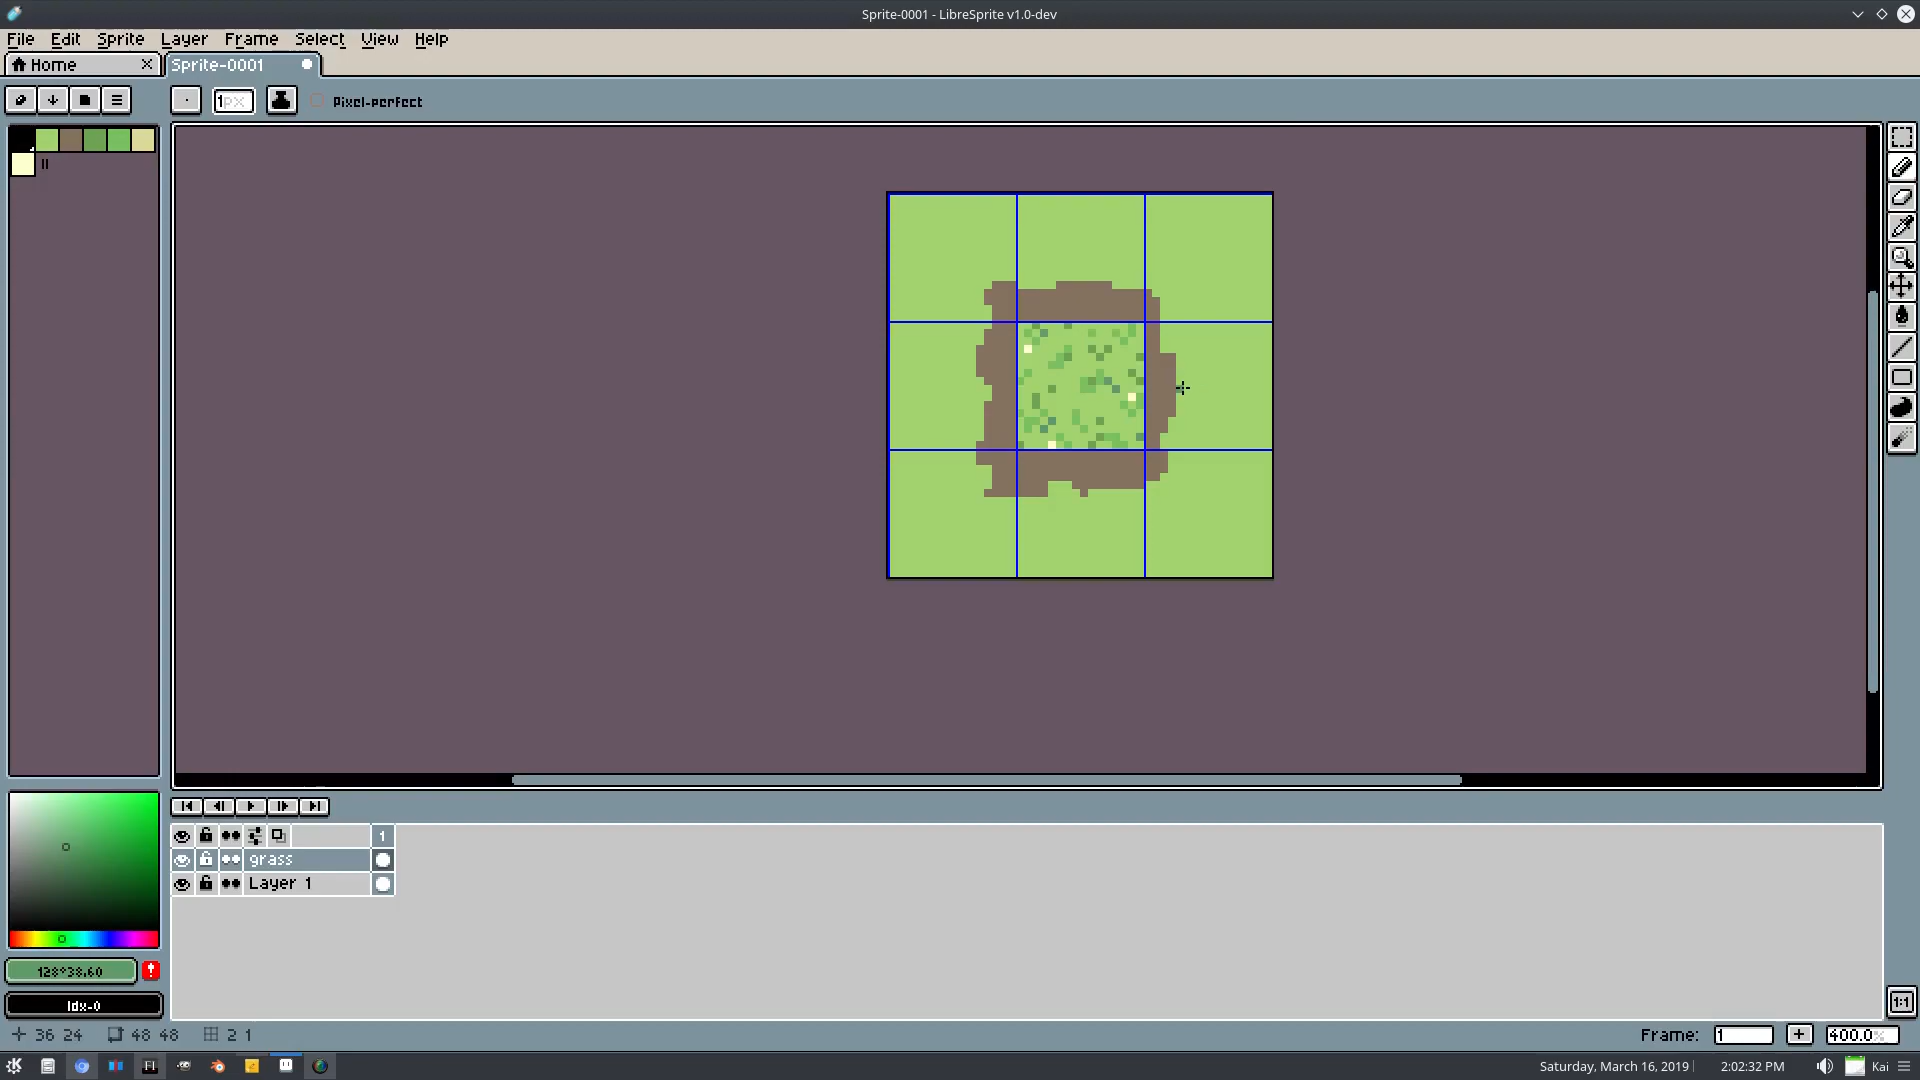 Sprite-0001 - LibreSprite v1.0-dev
File Edit Sprite Layer Frame Select View Help
Home
Sprite-0001
1px
Pixel-perfect
1
grass
Layer 1
128°38,60
Idx-0
36 24 48 48 2 1
Frame: 1
400.0%
1:1
Saturday, March 16, 2019
2:02:32 PM
Kai